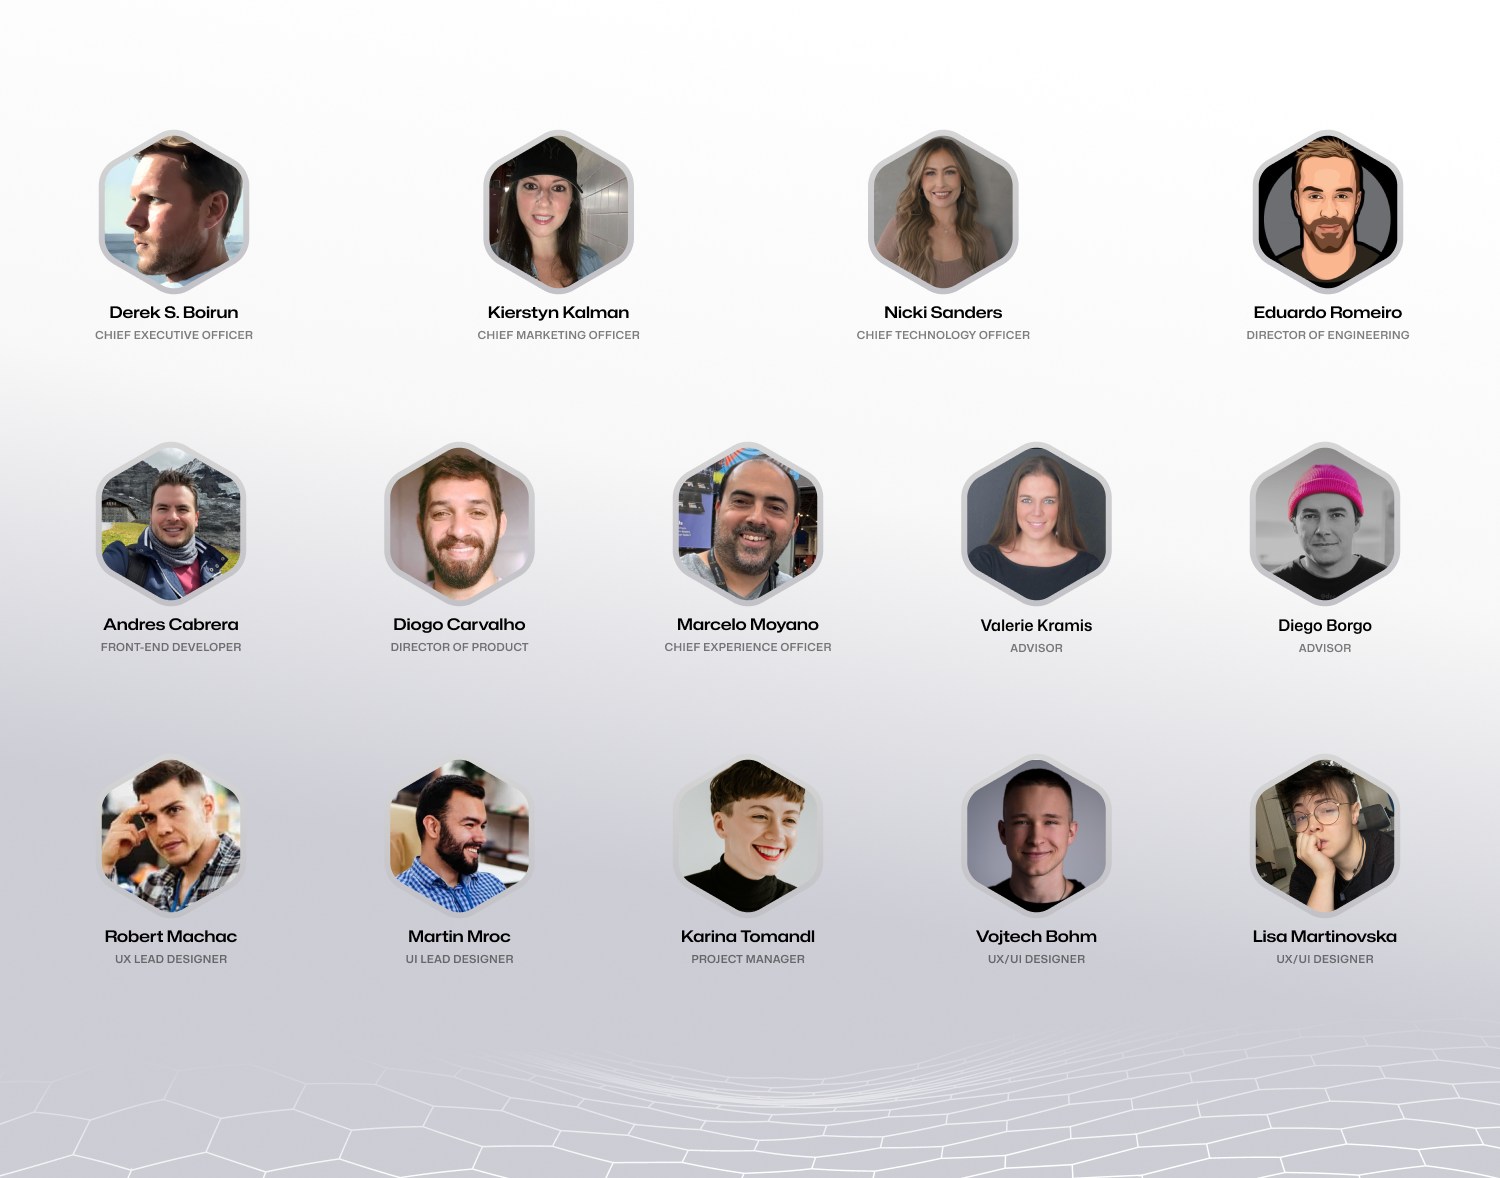 Derek S. Boirun
CHIEF EXECUTIVE OFFICER
Kierstyn Kalman
CHIEF MARKETING OFFICER
Nicki Sanders
CHIEF TECHNOLOGY OFFICER
Eduardo Romeiro
DIRECTOR OF ENGINEERING
Andres Cabrera
FRONT-END DEVELOPER
Diogo Carvalho
DIRECTOR OF PRODUCT
Marcelo Moyano
CHIEF EXPERIENCE OFFICER
Valerie Kramis
ADVISOR
Diego Borgo
ADVISOR
Robert Machac
UX LEAD DESIGNER
Martin Mroc
UI LEAD DESIGNER
Karina Tomandl
PROJECT MANAGER
Vojtech Bohm
UX/UI DESIGNER
Lisa Martinovska
UX/UI DESIGNER